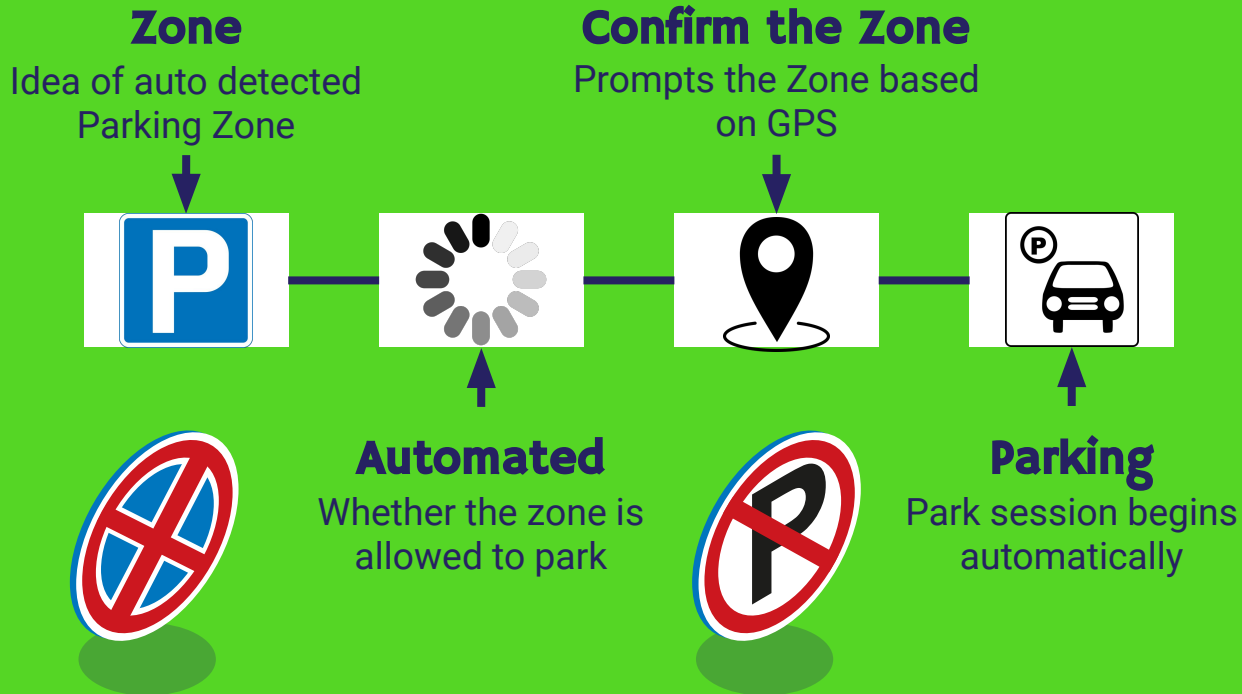 Zone
Idea of auto detected
Parking Zone
Confirm the Zone
Prompts the Zone based
on GPS
P
P
Automated
Whether the zone is
allowed to park
P
Parking
Park session begins
automatically